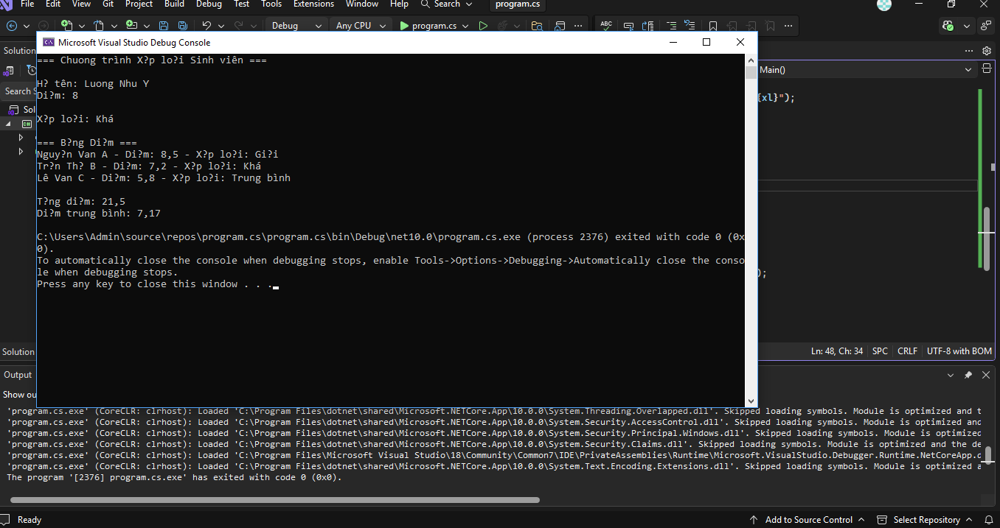 File Edit View Git Project Build Debug Test Tools Extensions Window Help Search program.cs
Debug Any CPU program.cs
Solution
Search S
Sol
Microsoft Visual Studio Debug Console
=== Chuong trình X?p lo?i Sinh viên ===
H? tên: Luong Nhu Y
Di?m: 8
X?p lo?i: Khá
=== B?ng Di?m ===
Nguy?n Van A - Di?m: 8,5 - X?p lo?i: Gi?i
Tr?n Th? B - Di?m: 7,2 - X?p lo?i: Khá
Lê Van C - Di?m: 5,8 - X?p lo?i: Trung bình
T?ng di?m: 21,5
Di?m trung bình: 7,17
C:\Users\Admin\source\repos\program.cs\program.cs\bin\Debug\net10.0\program.cs.exe (process 2376) exited with code 0 (0x
0).
To automatically close the console when debugging stops, enable Tools->Options->Debugging->Automatically close the conso
le when debugging stops.
Press any key to close this window . . .
Main()
{xl}");
);
Solution
Ln: 48, Ch: 34 SPC CRLF UTF-8 with BOM
Output
Show ou
'program.cs.exe' (CoreCLR: clrhost): Loaded 'C:\Program Files\dotnet\shared\Microsoft.NETCore.App\10.0.0\System.Threading.Overlapped.dll'. Skipped loading symbols. Module is optimized and t
'program.cs.exe' (CoreCLR: clrhost): Loaded 'C:\Program Files\dotnet\shared\Microsoft.NETCore.App\10.0.0\System.Security.AccessControl.dll'. Skipped loading symbols. Module is optimized and
'program.cs.exe' (CoreCLR: clrhost): Loaded 'C:\Program Files\dotnet\shared\Microsoft.NETCore.App\10.0.0\System.Security.Principal.Windows.dll'. Skipped loading symbols. Module is optimized
'program.cs.exe' (CoreCLR: clrhost): Loaded 'C:\Program Files\dotnet\shared\Microsoft.NETCore.App\10.0.0\System.Security.Claims.dll'. Skipped loading symbols. Module is optimized and the de
'program.cs.exe' (CoreCLR: clrhost): Loaded 'C:\Program Files\Microsoft Visual Studio\18\Community\Common7\IDE\PrivateAssemblies\Runtime\Microsoft.VisualStudio.Debugger.Runtime.NetCoreApp.d
'program.cs.exe' (CoreCLR: clrhost): Loaded 'C:\Program Files\dotnet\shared\Microsoft.NETCore.App\10.0.0\System.Text.Encoding.Extensions.dll'. Skipped loading symbols. Module is optimized a
The program '[2376] program.cs.exe' has exited with code 0 (0x0).
Ready Add to Source Control Select Repository